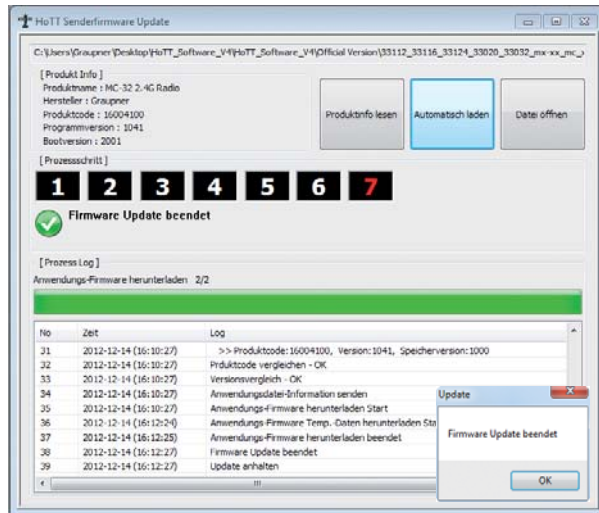 HoTT Senderfirmware Update
C:\Users\Graupner\Desktop\HoTT_Software_V4\HoTT_Software_V4\Official Version\33112_33116_33124_33020_33032_mx-xx_mc_
[Produkt Info]
Produktname : MC-32 2.4G Radio
Hersteller : Graupner
Produktcode : 16004100
Programmversion : 1041
Bootversion : 2001
Produktinfo lesen
Automatisch laden
Datei öffnen
[Prozessschritt]
1 2 3 4 5 6 7
Firmware Update beendet
[Prozess Log]
Anwendungs-Firmware herunterladen 2/2
No Zeit Log
31 2012-12-14 (16:10:27) >> Produktcode:16004100, Version:1041, Speicherversion:1000
32 2012-12-14 (16:10:27) Prduktcode vergleichen - OK
33 2012-12-14 (16:10:27) Versionsvergleich - OK
34 2012-12-14 (16:10:27) Anwendungsdatei-Information senden
35 2012-12-14 (16:10:27) Anwendungs-Firmware herunterladen Start
36 2012-12-14 (16:12:24) Anwendungs-Firmware Temp.-Daten herunterladen Sta
37 2012-12-14 (16:12:25) Anwendungs-Firmware herunterladen beendet
38 2012-12-14 (16:12:27) Firmware Update beendet
39 2012-12-14 (16:12:27) Update anhalten
Update
Firmware Update beendet
OK